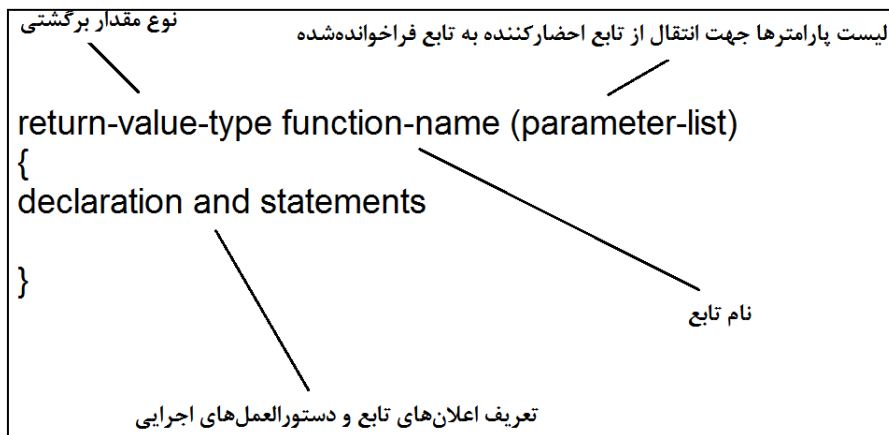 نوع مقدار برگشتی
لیست پارامترها جهت انتقال از تابع احضارکننده به تابع فراخوانده‌شده
return-value-type function-name (parameter-list)
{
declaration and statements
}
نام تابع
تعریف اعلان‌های تابع و دستورالعمل‌های اجرایی